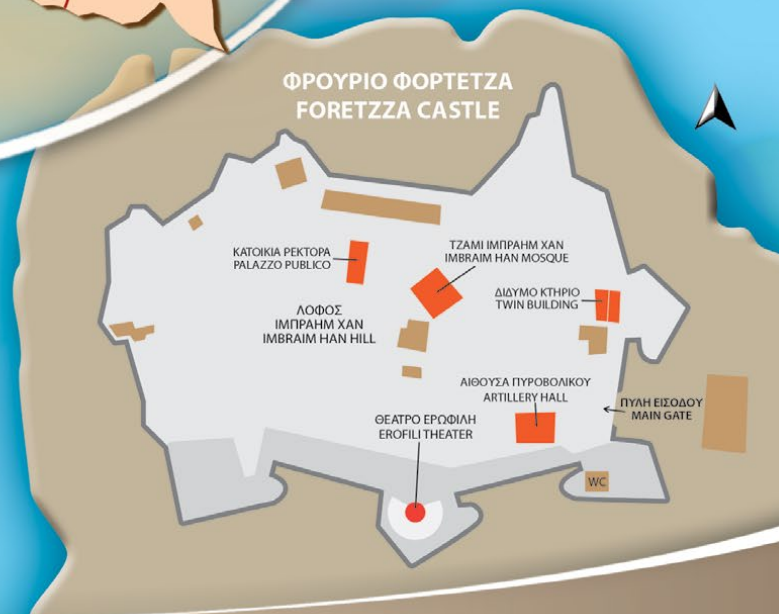 ΦΡΟΥΡΙΟ ΦΟΡΤΕΤΖΑ
FORETZZA CASTLE
ΤΖΑΜΙ ΙΜΠΡΑΗΜ ΧΑΝ
IMBRAIM HAN MOSQUE
ΚΑΤΟΙΚΙΑ ΡΕΚΤΟΡΑ
PALAZZO PUBLICO
ΔΙΔΥΜΟ ΚΤΗΡΙΟ
TWIN BUILDING
ΛΟΦΟΣ
ΙΜΠΡΑΗΜ ΧΑΝ
IMBRAIM HAN HILL
ΑΙΘΟΥΣΑ ΠΥΡΟΒΟΛΙΚΟΥ
ARTILLERY HALL
ΠΥΛΗ ΕΙΣΟΔΟΥ
MAIN GATE
ΘΕΑΤΡΟ ΕΡΩΦΙΛΗ
EROFILI THEATER
WC